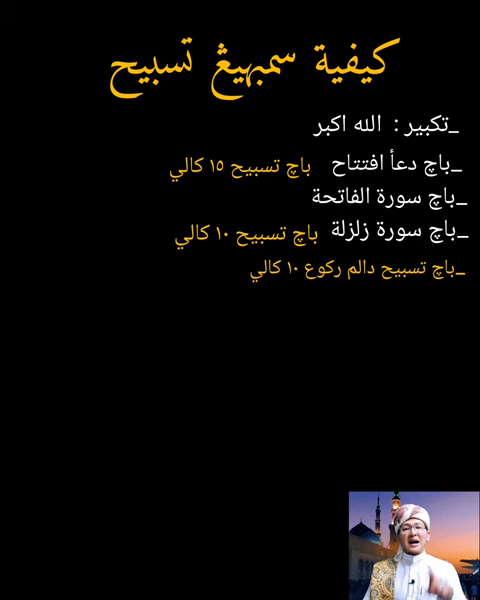 كيفية سمبهيڠ تسبيح
_تكبير : الله اكبر
_باچ دعأ افتتاح باچ تسبيح ١٥ كالي
_باچ سورة الفاتحة
_باچ سورة زلزلة باچ تسبيح ١٠ كالي
_باچ تسبيح دالم ركوع ١٠ كالي